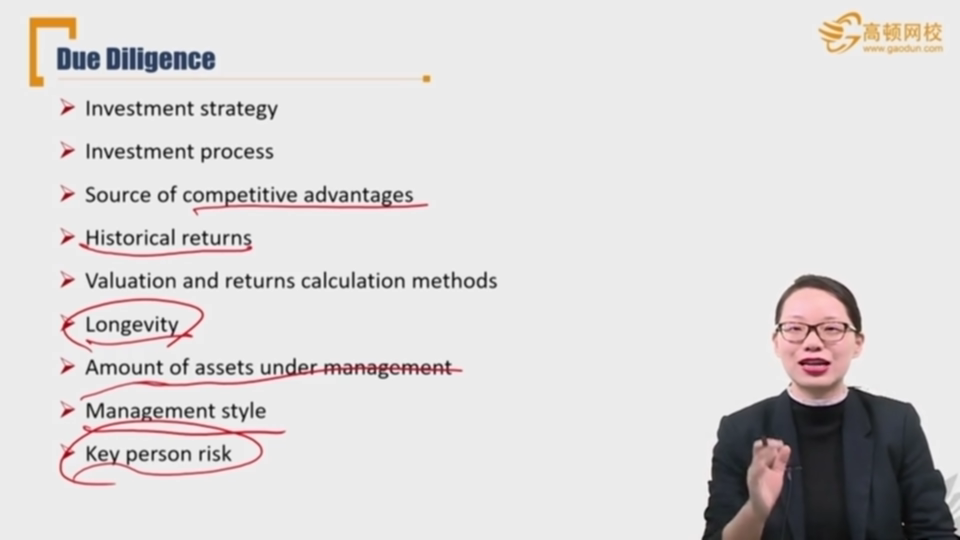 Due Diligence
高顿网校
www.gaodun.com
Investment strategy
Investment process
Source of competitive advantages
Historical returns
Valuation and returns calculation methods
Longevity
Amount of assets under management
Management style
Key person risk